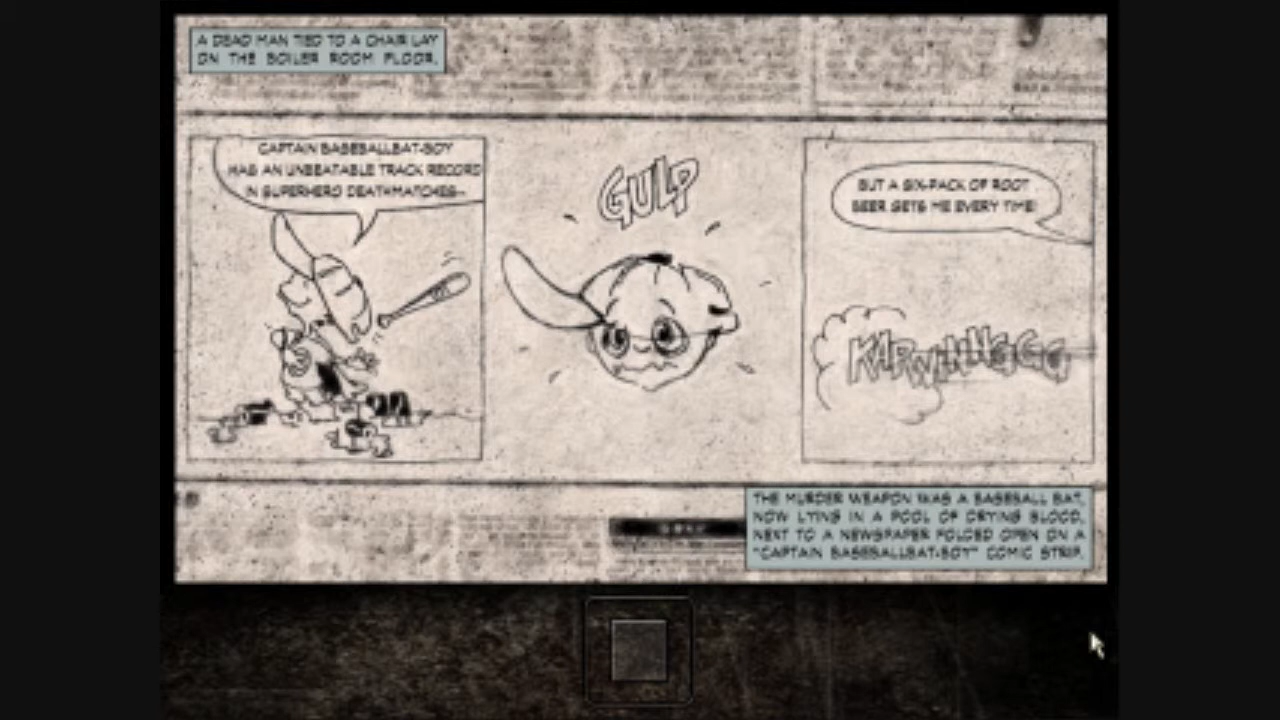 A DEAD MAN TIED TO A CHAIR LAY
ON THE BOILER ROOM FLOOR.
CAPTAIN BASEBALLBAT-BOY
HAS AN UNBEATABLE TRACK RECORD
IN SUPERHERO DEATHMATCHES--
GULP
BUT A SIX-PACK OF ROOT
BEER GETS ME EVERY TIME!
THE MURDER WEAPON WAS A BASEBALL BAT,
NOW LYING IN A POOL OF DRYING BLOOD,
NEXT TO A NEWSPAPER FOLDED OPEN ON A
"CAPTAIN BASEBALLBAT-BOY" COMIC STRIP.